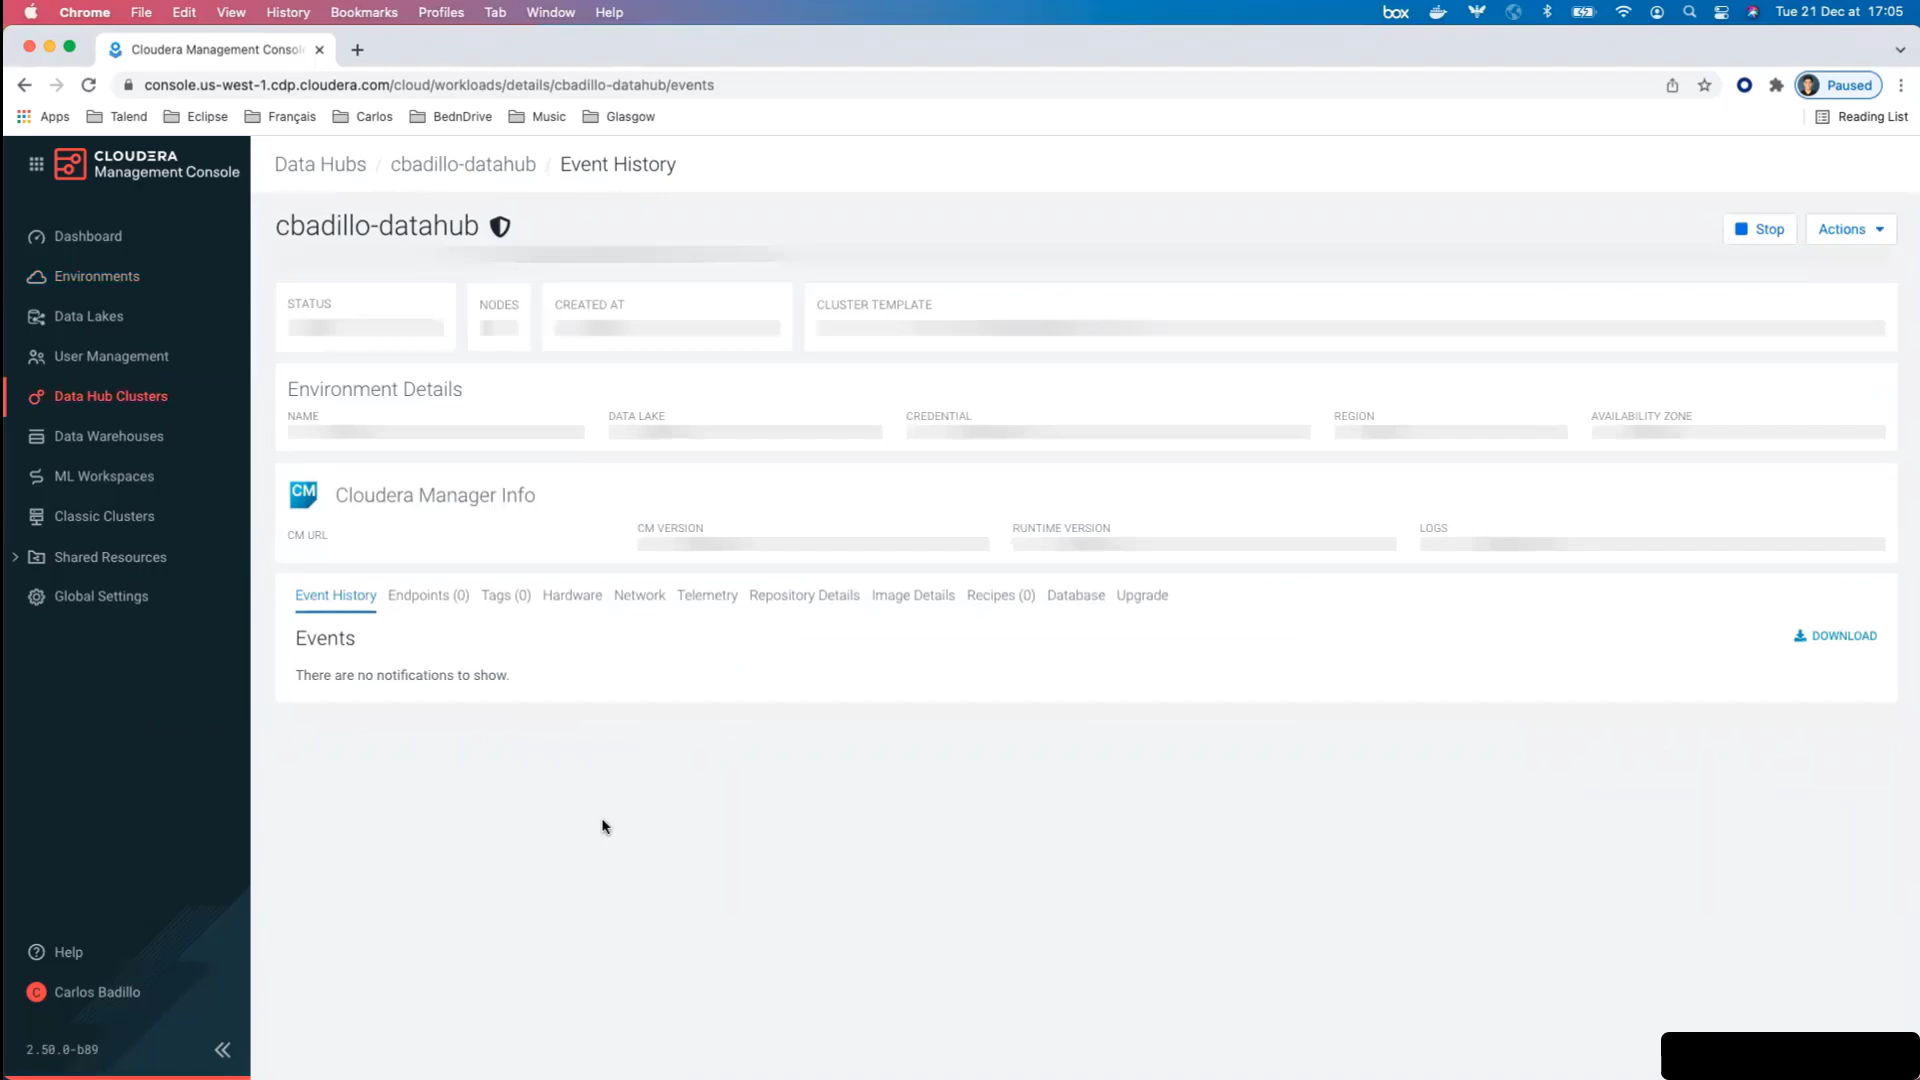 Chrome File Edit View History Bookmarks Profiles Tab Window Help box Tue 21 Dec at 17:05
Cloudera Management Consol
console.us-west-1.cdp.cloudera.com/cloud/workloads/details/cbadillo-datahub/events Paused
Apps Talend Eclipse Français Carlos BednDrive Music Glasgow Reading List
CLOUDERA
Management Console
Data Hubs / cbadillo-datahub / Event History
Dashboard
Environments
Data Lakes
User Management
Data Hub Clusters
Data Warehouses
ML Workspaces
Classic Clusters
Shared Resources
Global Settings
Help
C Carlos Badillo
2.50.0-b89
cbadillo-datahub
Stop Actions
STATUS NODES CREATED AT CLUSTER TEMPLATE
Environment Details
NAME DATA LAKE CREDENTIAL REGION AVAILABILITY ZONE
CM Cloudera Manager Info
CM URL CM VERSION RUNTIME VERSION LOGS
Event History Endpoints (0) Tags (0) Hardware Network Telemetry Repository Details Image Details Recipes (0) Database Upgrade
Events DOWNLOAD
There are no notifications to show.